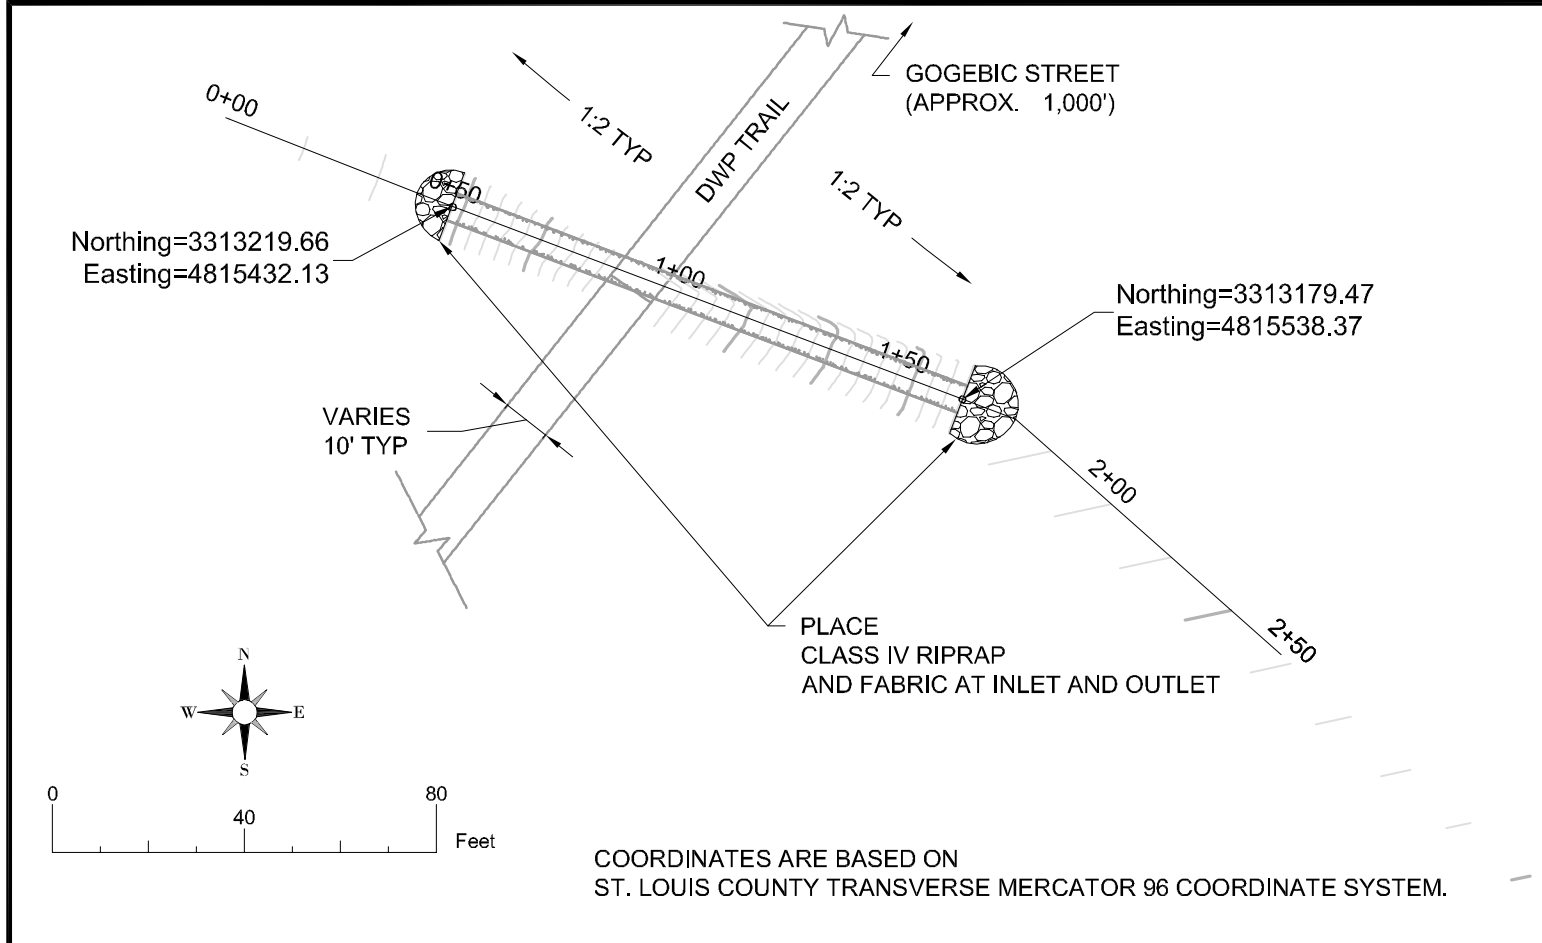 0+00
GOGEBIC STREET
(APPROX. 1,000')
1:2 TYP
DWP TRAIL
1:2 TYP
0+50
Northing=3313219.66
Easting=4815432.13
1+00
Northing=3313179.47
Easting=4815538.37
1+50
VARIES
10' TYP
2+00
PLACE
CLASS IV RIPRAP
AND FABRIC AT INLET AND OUTLET
2+50
N
W E
S
0 80
40
Feet
COORDINATES ARE BASED ON
ST. LOUIS COUNTY TRANSVERSE MERCATOR 96 COORDINATE SYSTEM.